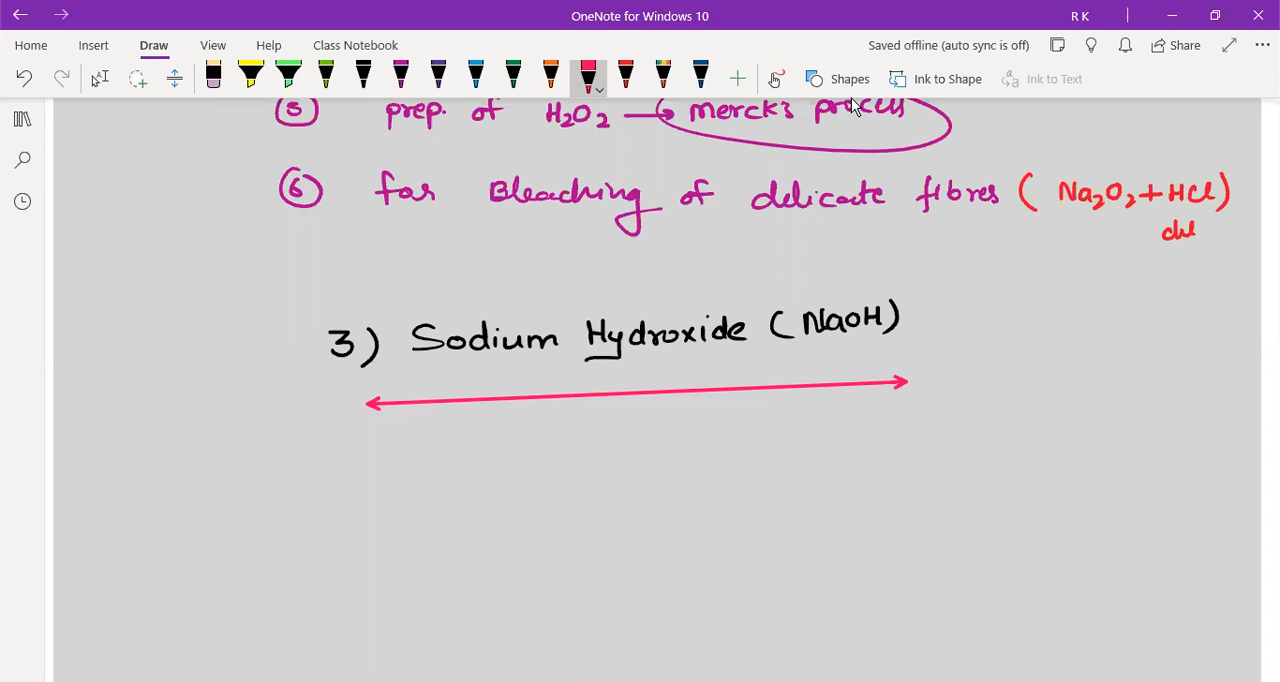 OneNote for Windows 10
R K
Home Insert Draw View Help Class Notebook
Saved offline (auto sync is off) Share
Shapes Ink to Shape Ink to Text
(5) prep. of H2O2 → Merck's process
(6) for Bleaching of delicate fibres (Na2O2+HCl)
dil
3) Sodium Hydroxide (NaOH)